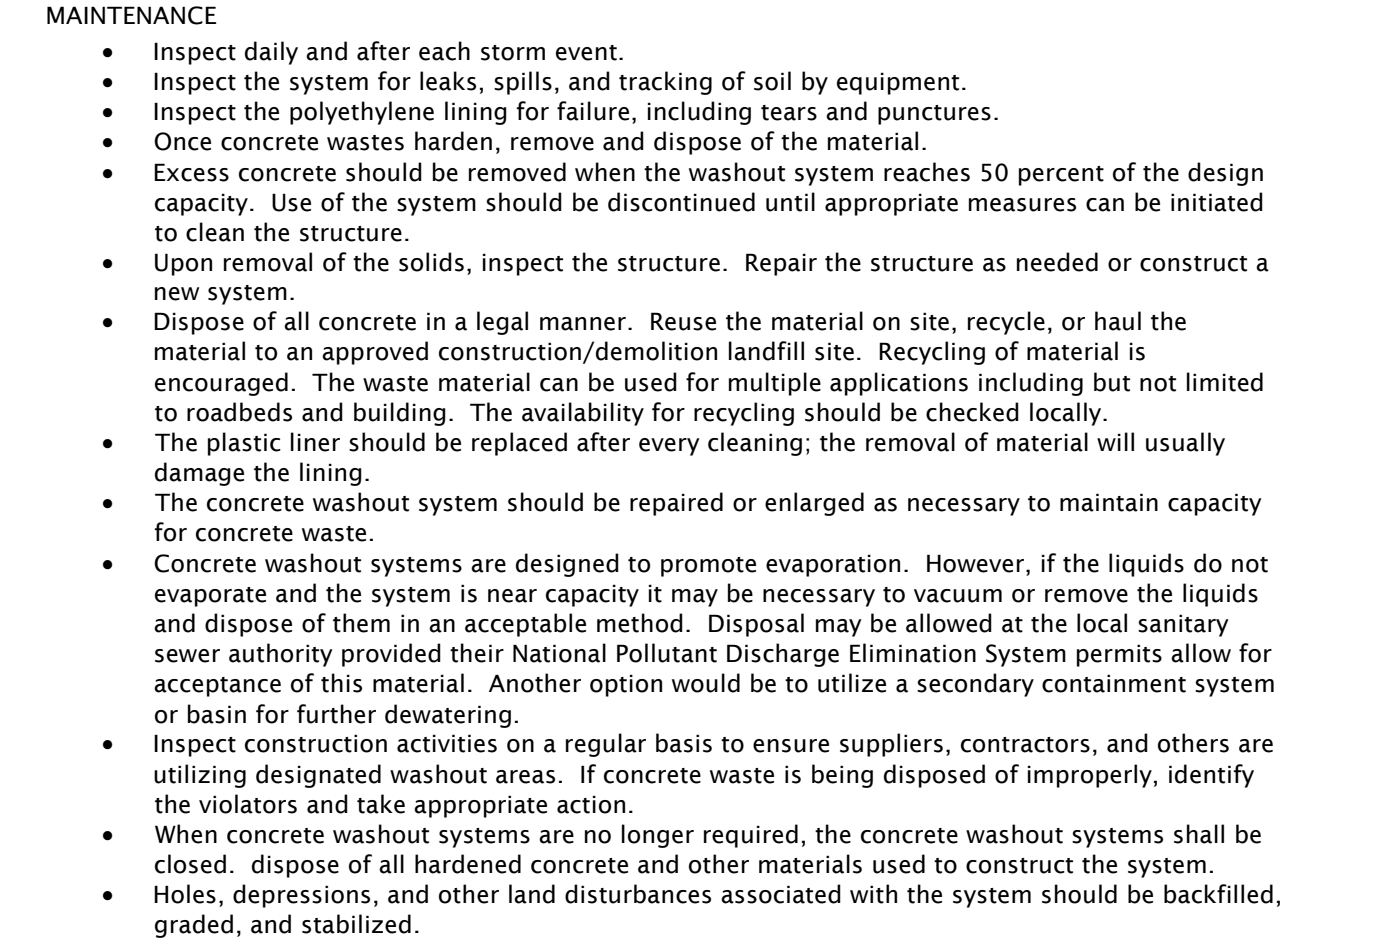 MAINTENANCE
• Inspect daily and after each storm event.
• Inspect the system for leaks, spills, and tracking of soil by equipment.
• Inspect the polyethylene lining for failure, including tears and punctures.
• Once concrete wastes harden, remove and dispose of the material.
• Excess concrete should be removed when the washout system reaches 50 percent of the design
capacity.  Use of the system should be discontinued until appropriate measures can be initiated
to clean the structure.
• Upon removal of the solids, inspect the structure.  Repair the structure as needed or construct a
new system.
• Dispose of all concrete in a legal manner.  Reuse the material on site, recycle, or haul the
material to an approved construction/demolition landfill site.  Recycling of material is
encouraged.  The waste material can be used for multiple applications including but not limited
to roadbeds and building.  The availability for recycling should be checked locally.
• The plastic liner should be replaced after every cleaning; the removal of material will usually
damage the lining.
• The concrete washout system should be repaired or enlarged as necessary to maintain capacity
for concrete waste.
• Concrete washout systems are designed to promote evaporation.  However, if the liquids do not
evaporate and the system is near capacity it may be necessary to vacuum or remove the liquids
and dispose of them in an acceptable method.  Disposal may be allowed at the local sanitary
sewer authority provided their National Pollutant Discharge Elimination System permits allow for
acceptance of this material.  Another option would be to utilize a secondary containment system
or basin for further dewatering.
• Inspect construction activities on a regular basis to ensure suppliers, contractors, and others are
utilizing designated washout areas.  If concrete waste is being disposed of improperly, identify
the violators and take appropriate action.
• When concrete washout systems are no longer required, the concrete washout systems shall be
closed.  dispose of all hardened concrete and other materials used to construct the system.
• Holes, depressions, and other land disturbances associated with the system should be backfilled,
graded, and stabilized.